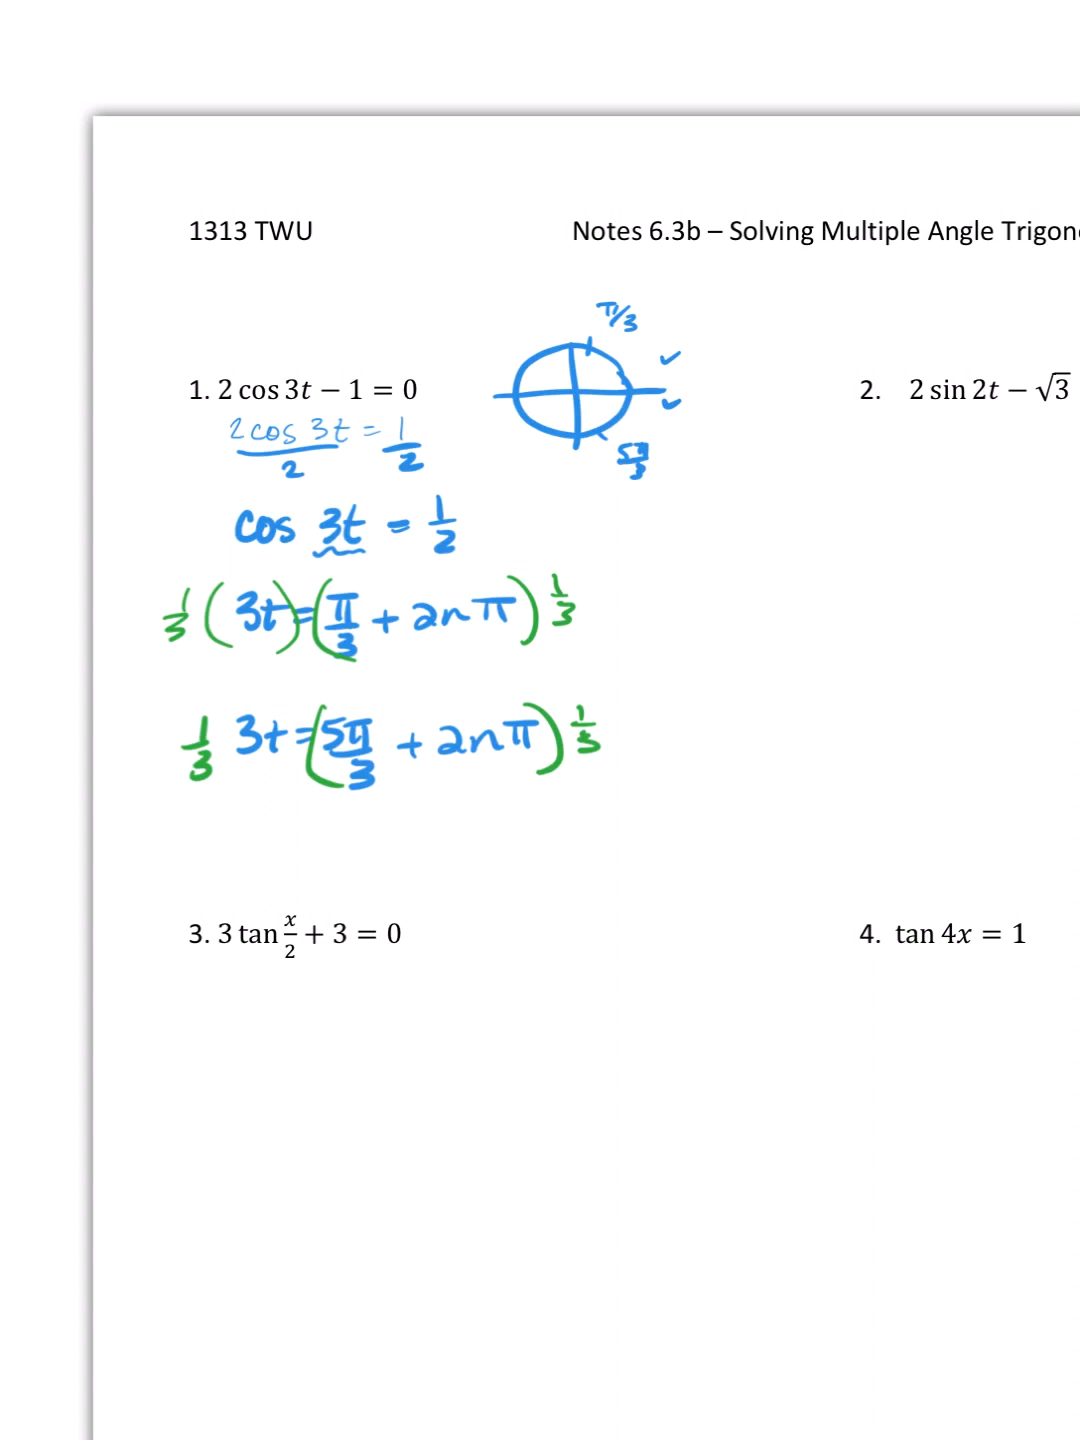 1313 TWU
Notes 6.3b – Solving Multiple Angle Trigon
π/3
1. 2 cos 3t − 1 = 0
2. 2 sin 2t − √3
2cos 3t = 1
2 2
5π/3
cos 3t = 1/2
1/3 (3t) = (π/3 + 2nπ) 1/3
1/3 3t = (5π/3 + 2nπ) 1/3
3. 3 tan x/2 + 3 = 0
4. tan 4x = 1